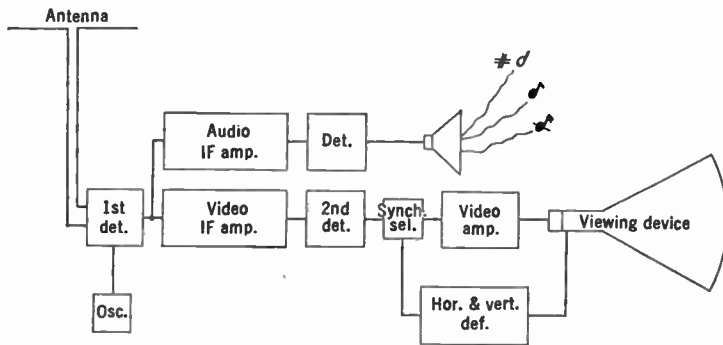 Antenna
Audio
IF amp.
Det.
1st
det.
Video
IF amp.
2nd
det.
Synch.
sel.
Video
amp.
Viewing device
Osc.
Hor. & vert.
def.